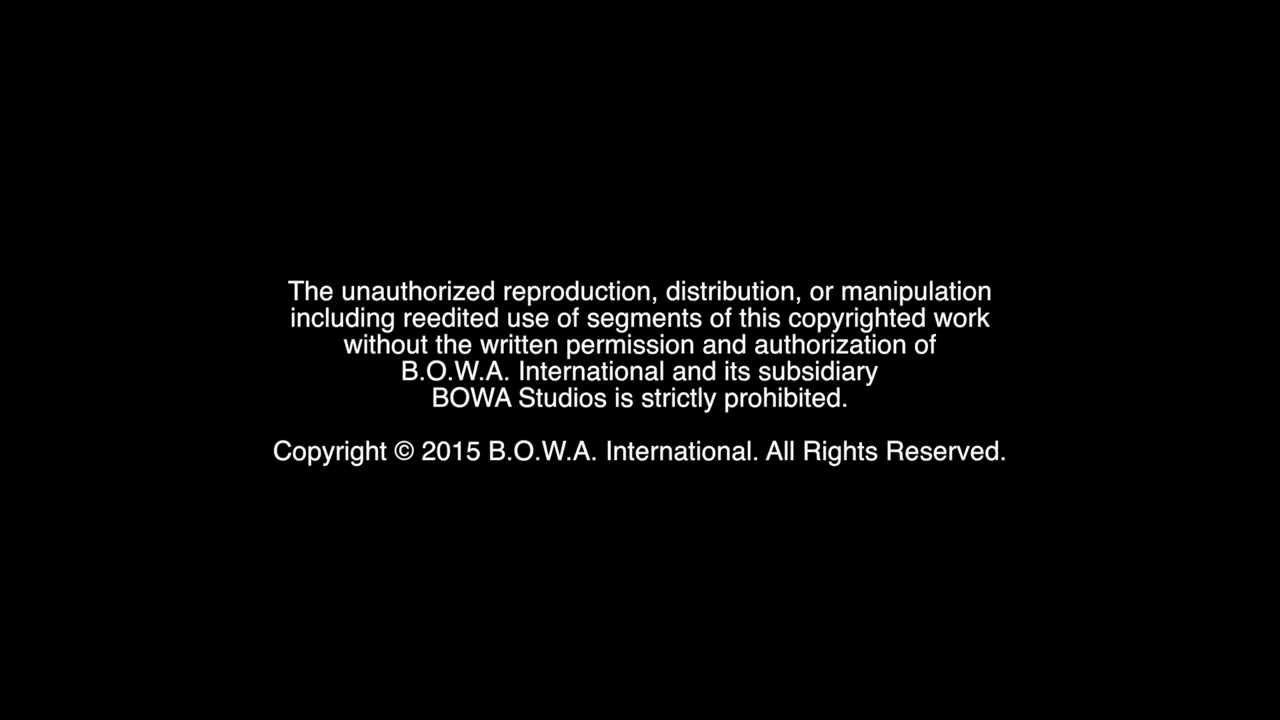 The unauthorized reproduction, distribution, or manipulation
including reedited use of segments of this copyrighted work
without the written permission and authorization of
B.O.W.A. International and its subsidiary
BOWA Studios is strictly prohibited.
Copyright © 2015 B.O.W.A. International. All Rights Reserved.